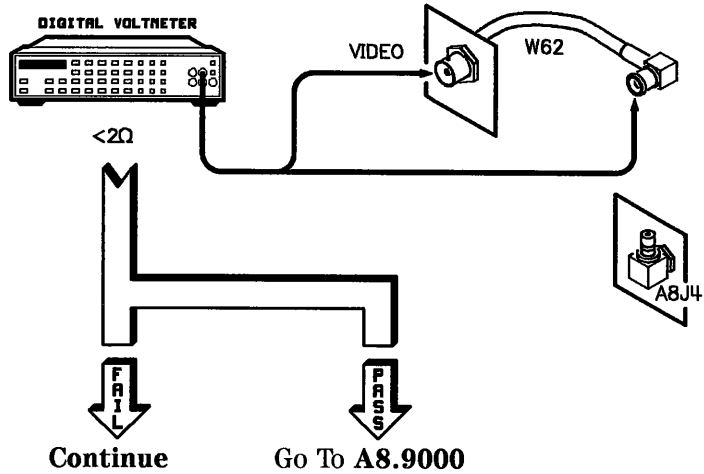 DIGITAL VOLTMETER
VIDEO
W62
<2Ω
A8J4
FAIL
PASS
Continue
Go To A8.9000